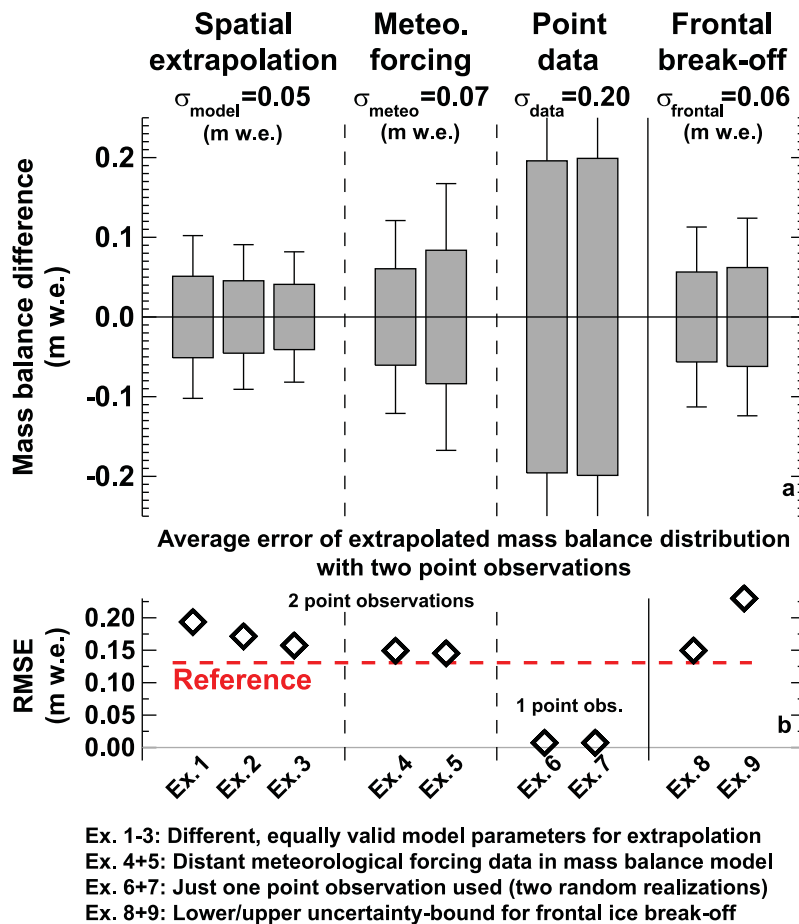 Spatial extrapolation
σmodel=0.05
(m w.e.)
Meteo. forcing
σmeteo=0.07
(m w.e.)
Point data
σdata=0.20
Frontal break-off
σfrontal=0.06
(m w.e.)
Mass balance difference
(m w.e.)
0.2
0.1
0.0
-0.1
-0.2
a
Average error of extrapolated mass balance distribution
with two point observations
RMSE
(m w.e.)
0.20
0.15
0.10
0.05
0.00
2 point observations
Reference
1 point obs.
b
Ex.1
Ex.2
Ex.3
Ex.4
Ex.5
Ex.6
Ex.7
Ex.8
Ex.9
Ex. 1-3: Different, equally valid model parameters for extrapolation
Ex. 4+5: Distant meteorological forcing data in mass balance model
Ex. 6+7: Just one point observation used (two random realizations)
Ex. 8+9: Lower/upper uncertainty-bound for frontal ice break-off